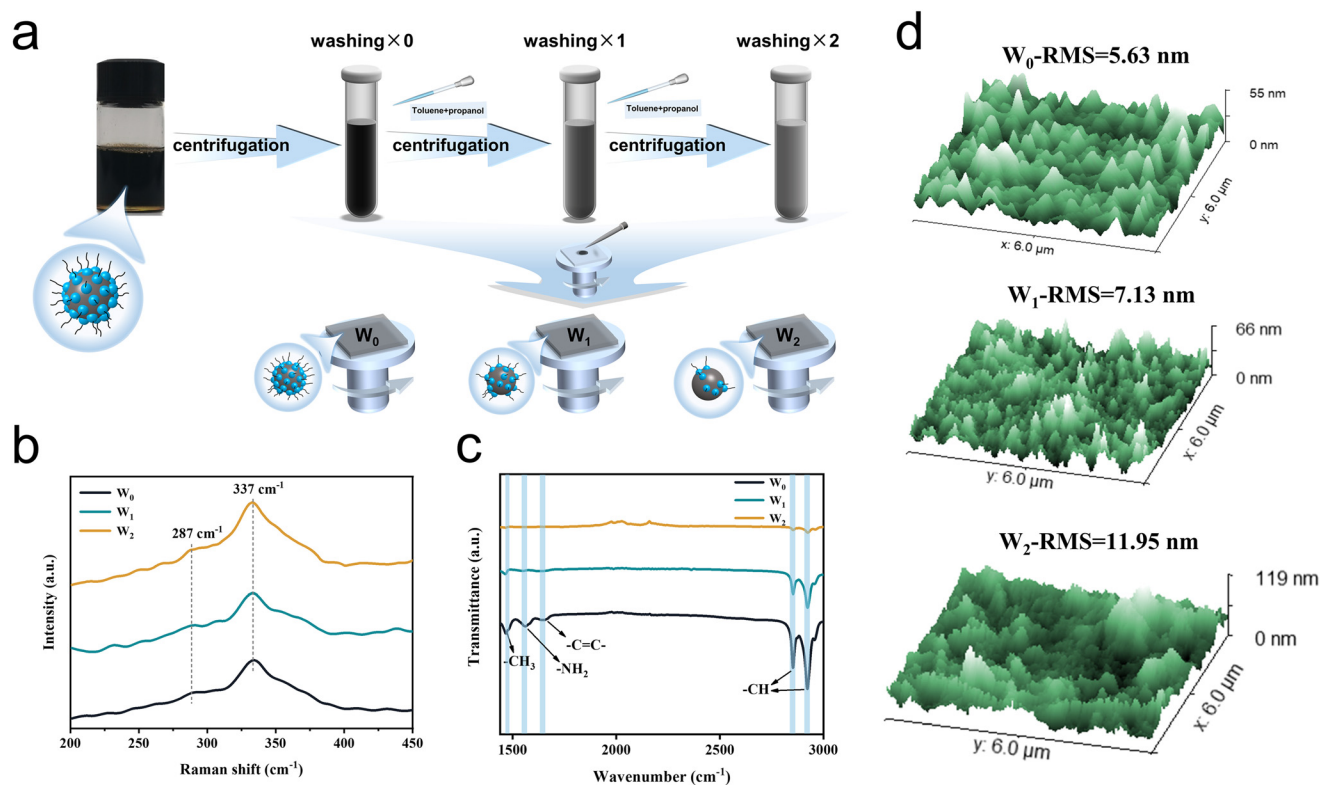 a
washing×0
washing×1
washing×2
Toluene+propanol
Toluene+propanol
centrifugation
centrifugation
centrifugation
W₀
W₁
W₂
b
W₀
W₁
W₂
287 cm⁻¹
337 cm⁻¹
Intensity (a.u.)
200
250
300
350
400
450
Raman shift (cm⁻¹)
c
W₀
W₁
W₂
Transmittance (a.u.)
-CH₃
-NH₂
-C=C-
-CH
1440
2000
2500
3000
Wavenumber (cm⁻¹)
d
W₀-RMS=5.63 nm
55 nm
0 nm
y: 6.0 µm
x: 6.0 µm
W₁-RMS=7.13 nm
66 nm
0 nm
x: 6.0 µm
y: 6.0 µm
W₂-RMS=11.95 nm
119 nm
0 nm
x: 6.0 µm
y: 6.0 µm